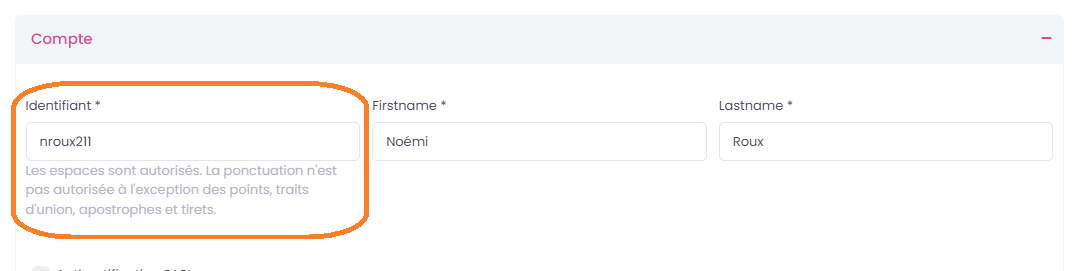 Compte
Identifiant *
Firstname *
Lastname *
nroux211
Noémi
Roux
Les espaces sont autorisés. La ponctuation n'est
pas autorisée à l'exception des points, traits
d'union, apostrophes et tirets.